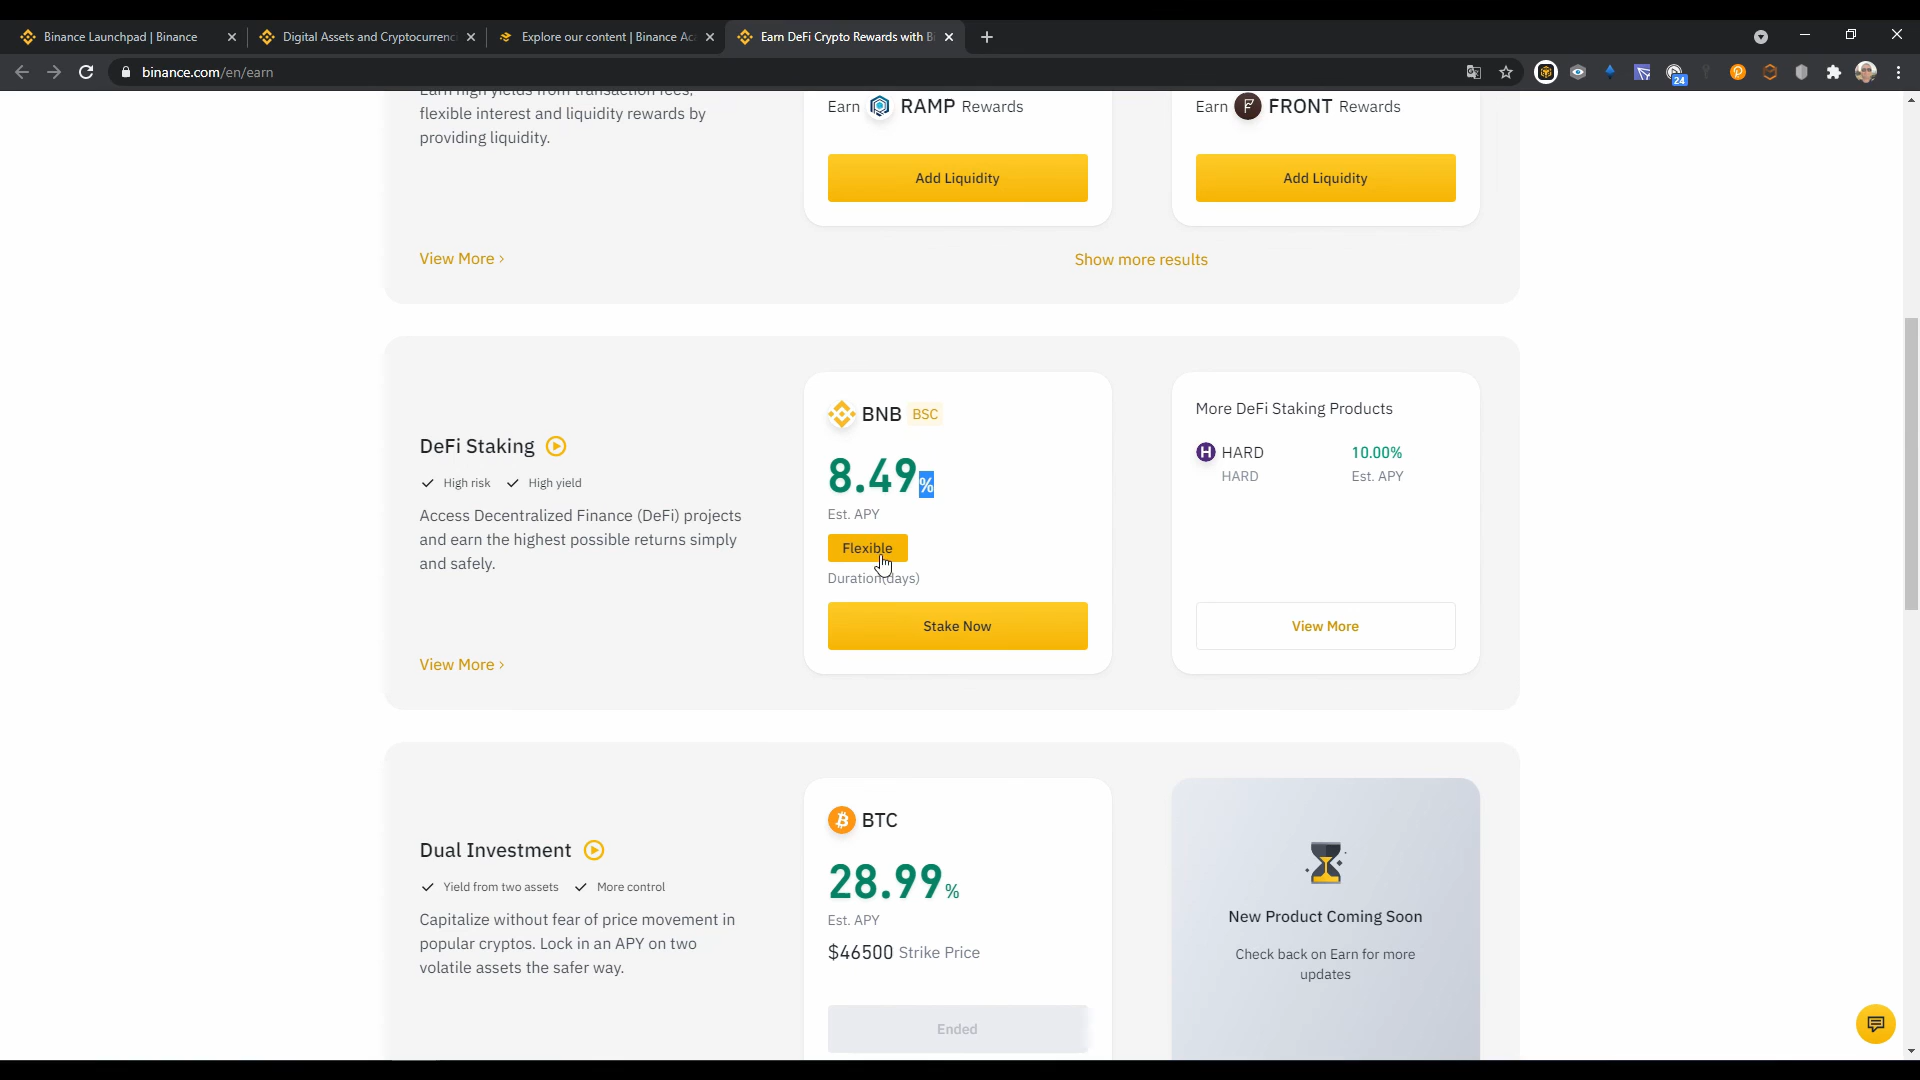 Binance Launchpad | Binance
Digital Assets and Cryptocurrenc
Explore our content | Binance Ac
Earn DeFi Crypto Rewards with B
binance.com/en/earn
24
Earn high yields from transaction fees,
flexible interest and liquidity rewards by
providing liquidity.
View More ›
Earn RAMP Rewards
Add Liquidity
Earn FRONT Rewards
Add Liquidity
Show more results
DeFi Staking
High risk High yield
Access Decentralized Finance (DeFi) projects
and earn the highest possible returns simply
and safely.
View More ›
BNB BSC
8.49%
Est. APY
Flexible
Duration(days)
Stake Now
More DeFi Staking Products
HARD 10.00%
HARD Est. APY
View More
Dual Investment
Yield from two assets More control
Capitalize without fear of price movement in
popular cryptos. Lock in an APY on two
volatile assets the safer way.
BTC
28.99%
Est. APY
$46500 Strike Price
Ended
New Product Coming Soon
Check back on Earn for more
updates